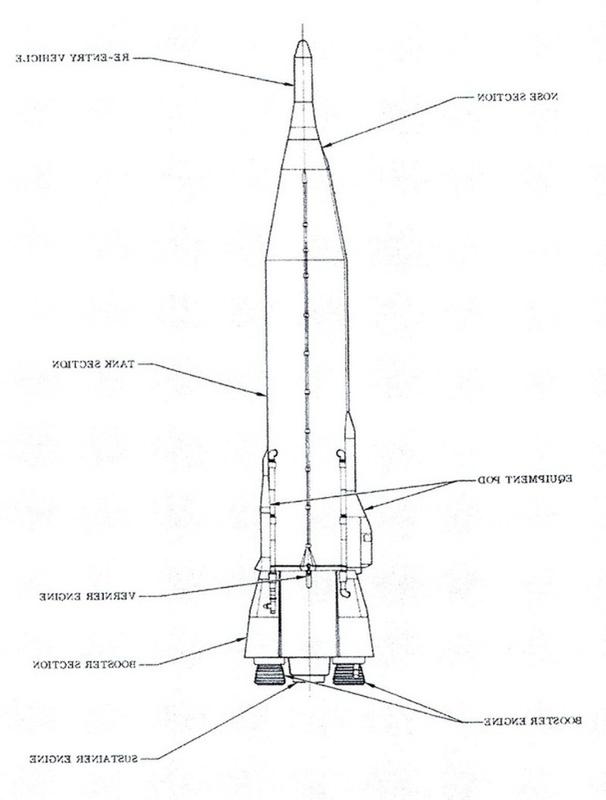 RE-ENTRY VEHICLE
NOSE SECTION
TANK SECTION
EQUIPMENT POD
VERNIER ENGINE
BOOSTER SECTION
BOOSTER ENGINE
SUSTAINER ENGINE